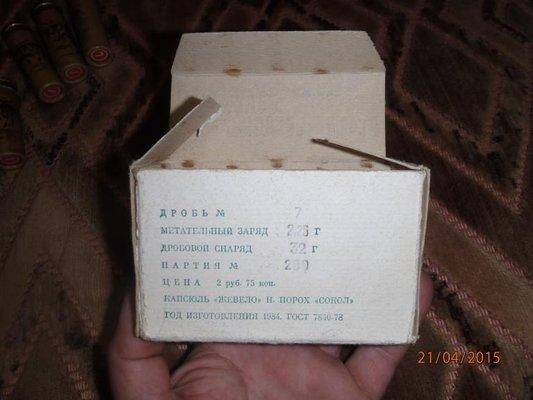 ДРОБЬ № 7
МЕТАТЕЛЬНЫЙ ЗАРЯД Г
ДРОБОВОЙ СНАРЯД 32 Г
ПАРТИЯ №
ЦЕНА 2 руб. 75 коп.
КАПСЮЛЬ «ЖЕВЕЛО» Н. ПОРОХ «СОКОЛ»
ГОД ИЗГОТОВЛЕНИЯ 1984. ГОСТ 7840-78
21/04/2015